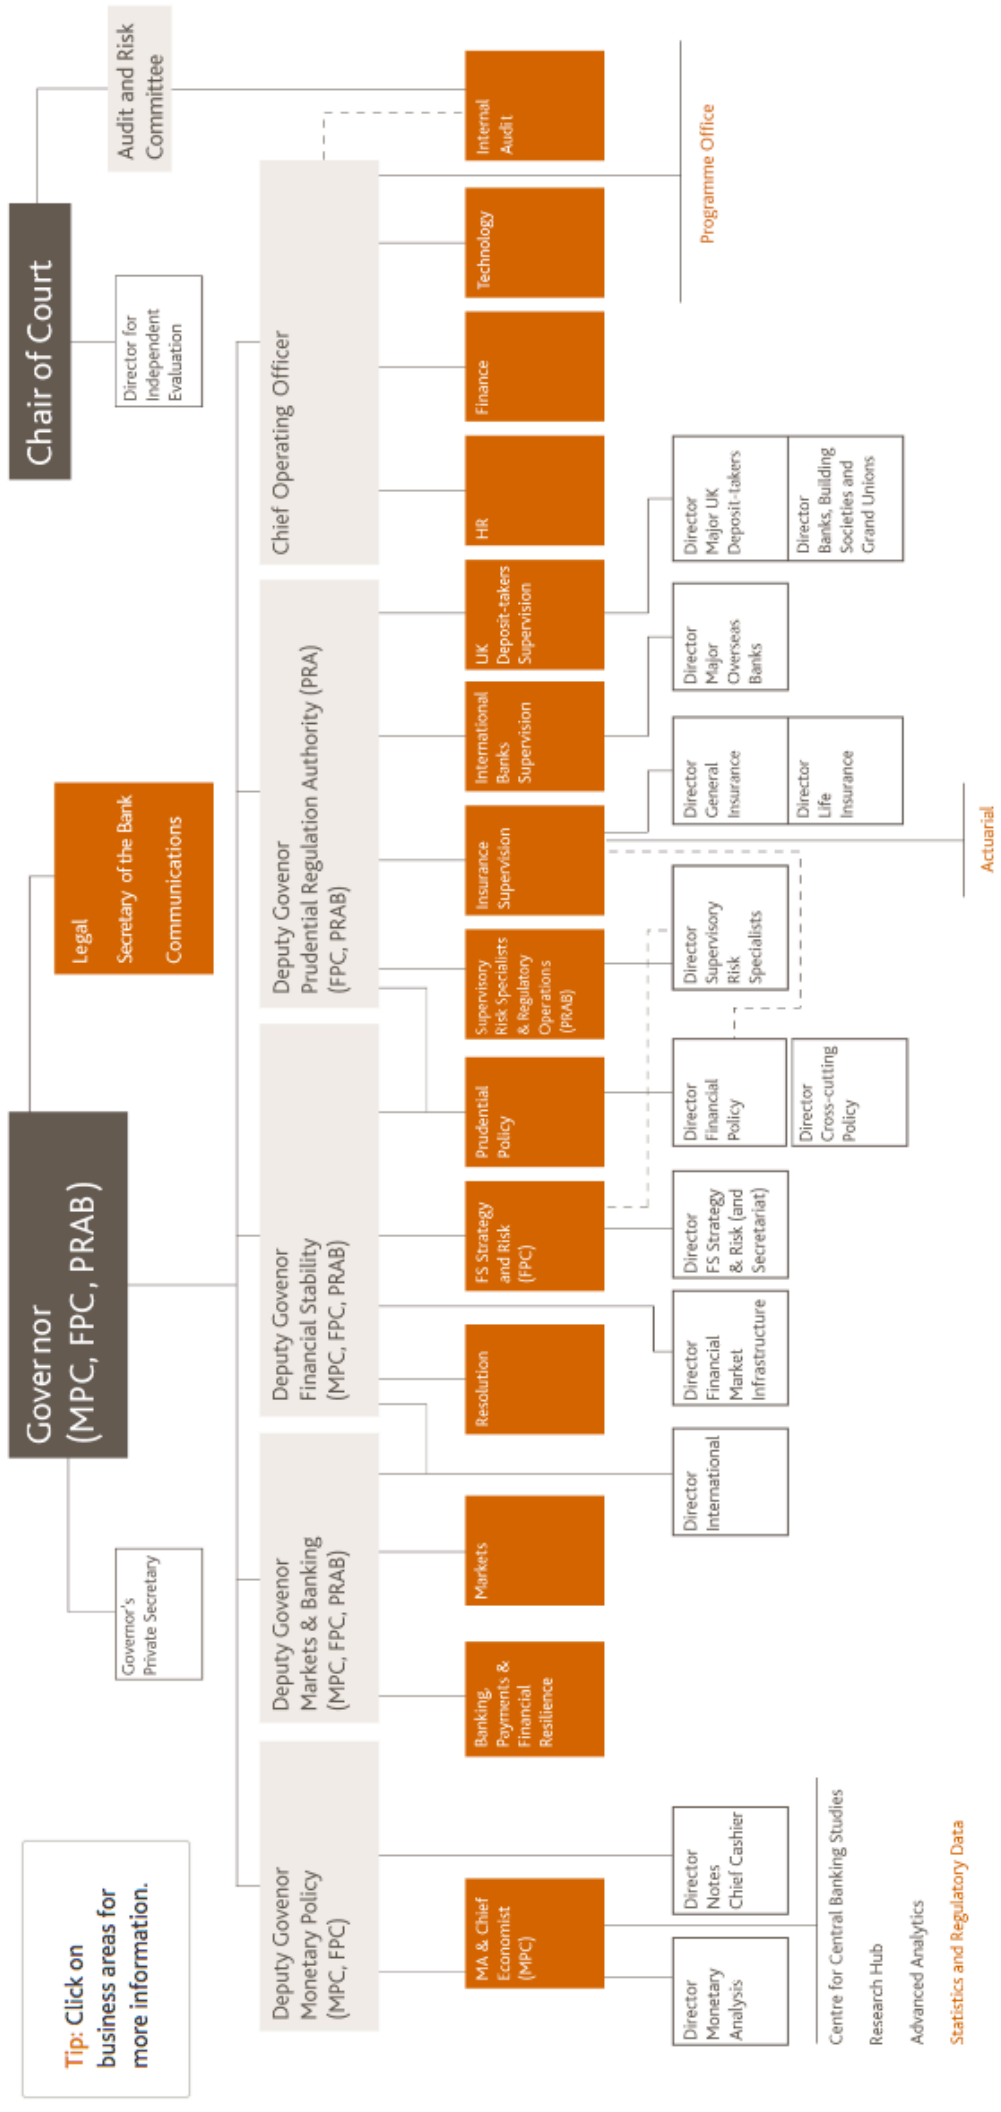 Tip: Click on
business areas for
more information.
Governor's
Private Secretary
Governor
(MPC, FPC, PRAB)
Legal
Secretary of the Bank
Communications
Chair of Court
Director for
Independent
Evaluation
Audit and Risk
Committee
Deputy Govenor
Monetary Policy
(MPC, FPC)
Deputy Govenor
Markets & Banking
(MPC, FPC, PRAB)
Deputy Govenor
Financial Stability
(MPC, FPC, PRAB)
Deputy Govenor
Prudential Regulation Authority (PRA)
(FPC, PRAB)
Chief Operating Officer
MA & Chief
Economist
(MPC)
Banking,
Payments &
Financial
Resilience
Markets
Resolution
FS Strategy
and Risk
(FPC)
Prudential
Policy
Supervisory
Risk Specialists
& Regulatory
Operations
(PRAB)
Insurance
Supervision
International
Banks
Supervision
UK
Deposit-takers
Supervision
HR
Finance
Technology
Internal
Audit
Director
Monetary
Analysis
Director
Notes
Chief Cashier
Director
International
Director
Financial
Market
Infrastructure
Director
FS Strategy
& Risk (and
Secretariat)
Director
Financial
Policy
Director
Cross-cutting
Policy
Director
Supervisory
Risk
Specialists
Director
General
Insurance
Director
Life
Insurance
Director
Major
Overseas
Banks
Director
Major UK
Deposit-takers
Director
Banks, Building
Societies and
Grand Unions
Programme Office
Centre for Central Banking Studies
Research Hub
Advanced Analytics
Statistics and Regulatory Data
Actuarial